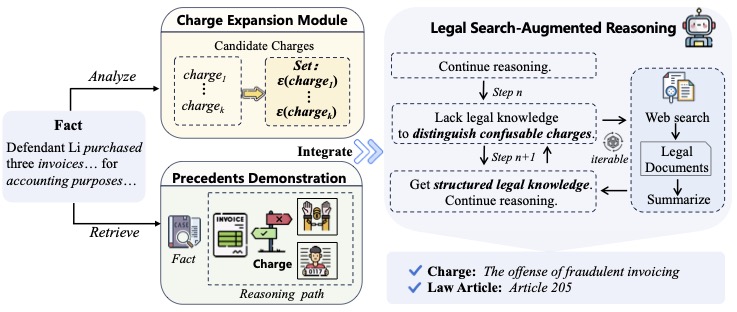 Charge Expansion Module
Candidate Charges
charge1
⋮
chargek
Set:
ε(charge1)
⋮
ε(chargek)
Analyze
Fact
Defendant Li purchased
three invoices… for
accounting purposes…
Retrieve
Integrate
Precedents Demonstration
CASE
Fact
INVOICE
Charge
0117
Reasoning path
Legal Search-Augmented Reasoning
Continue reasoning.
Step n
Lack legal knowledge
to distinguish confusable charges.
Step n+1
iterable
Get structured legal knowledge.
Continue reasoning.
Web search
Legal
Documents
Summarize
Charge: The offense of fraudulent invoicing
Law Article: Article 205